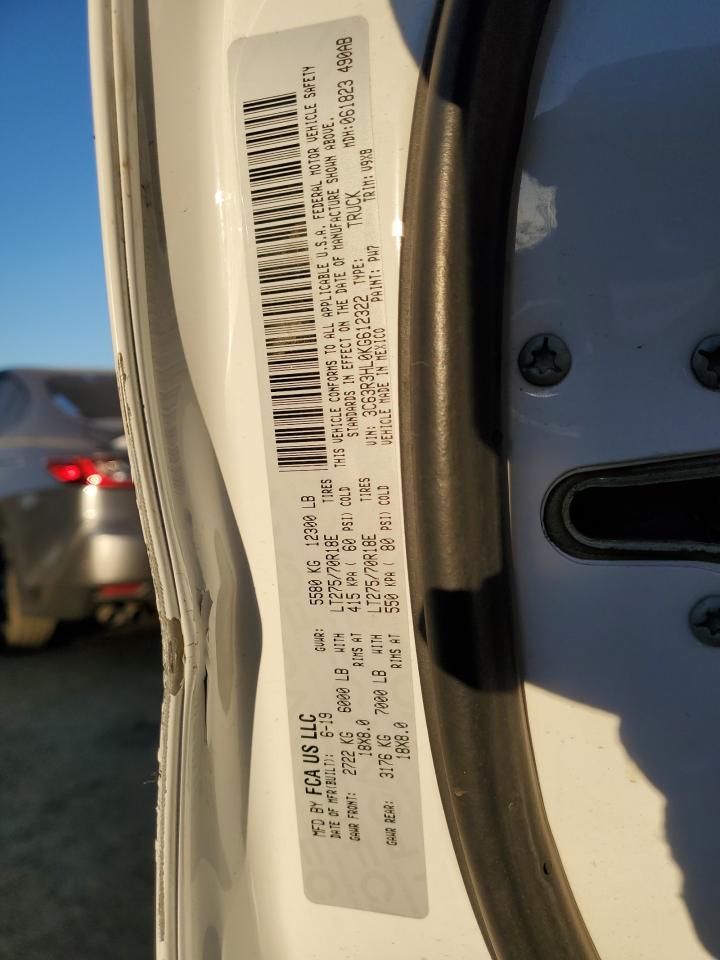 MFD BY FCA US LLC
DATE OF MFR(BUILT): 6-19 GVWR: 5580 KG 12300 LB
GAWR FRONT: 2722 KG 6000 LB WITH LT275/70R18E TIRES
18X8.0 RIMS AT 415 KPA ( 60 PSI) COLD
GAWR REAR: 3176 KG 7000 LB WITH LT275/70R18E TIRES
18X8.0 RIMS AT 550 KPA ( 80 PSI) COLD
THIS VEHICLE CONFORMS TO ALL APPLICABLE U.S.A. FEDERAL MOTOR VEHICLE SAFETY
STANDARDS IN EFFECT ON THE DATE OF MANUFACTURE SHOWN ABOVE.
VIN: 3C63R3HL0KG612322 TYPE: TRUCK MDH:061823 490AB
VEHICLE MADE IN MEXICO PAINT: PW7 TRIM: V9X8